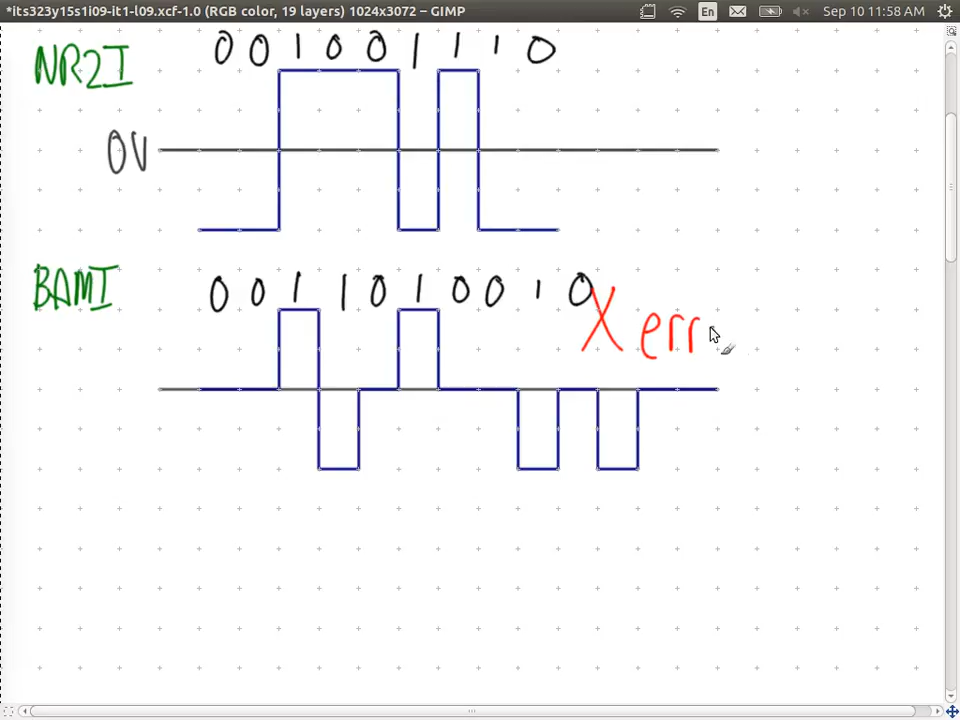 *its323y15s1i09-it1-l09.xcf-1.0 (RGB color, 19 layers) 1024x3072 – GIMP
En
Sep 10 11:58 AM
NRZI 0 0 1 0 0 1 1 1 0
0V
BAMI 0 0 1 1 0 1 0 0 1 0
X err